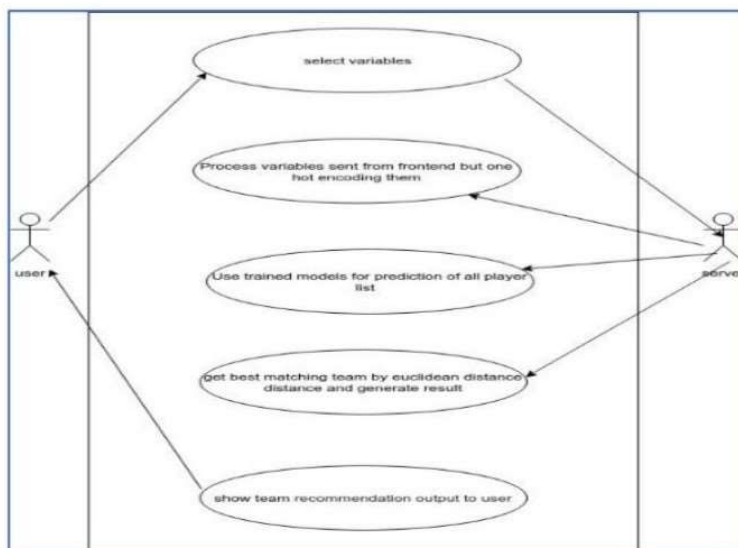 select variables
Process variables sent from frontend but one
hot encoding them
user
serve
Use trained models for prediction of all player
list
get best matching team by euclidean distance
distance and generate result
show team recommendation output to user